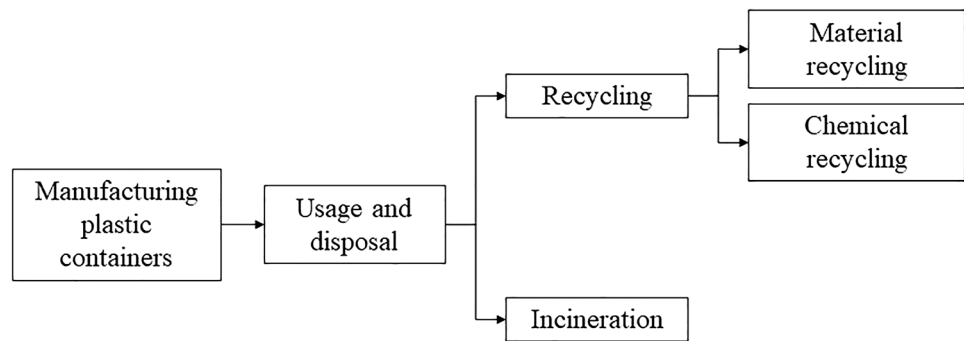 Manufacturing
plastic
containers
Usage and
disposal
Recycling
Material
recycling
Chemical
recycling
Incineration